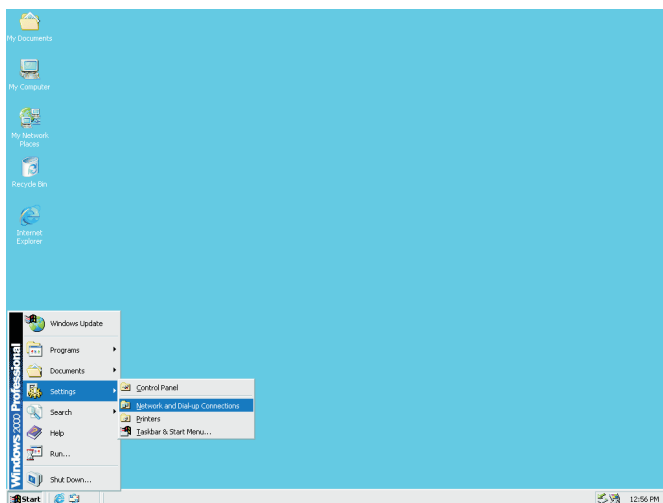 My Documents
My Computer
My Network
Places
Recycle Bin
Internet
Explorer
Windows 2000 Professional
Windows Update
Programs
Documents
Settings
Search
Help
Run...
Shut Down...
Control Panel
Network and Dial-up Connections
Printers
Taskbar & Start Menu...
Start
12:56 PM